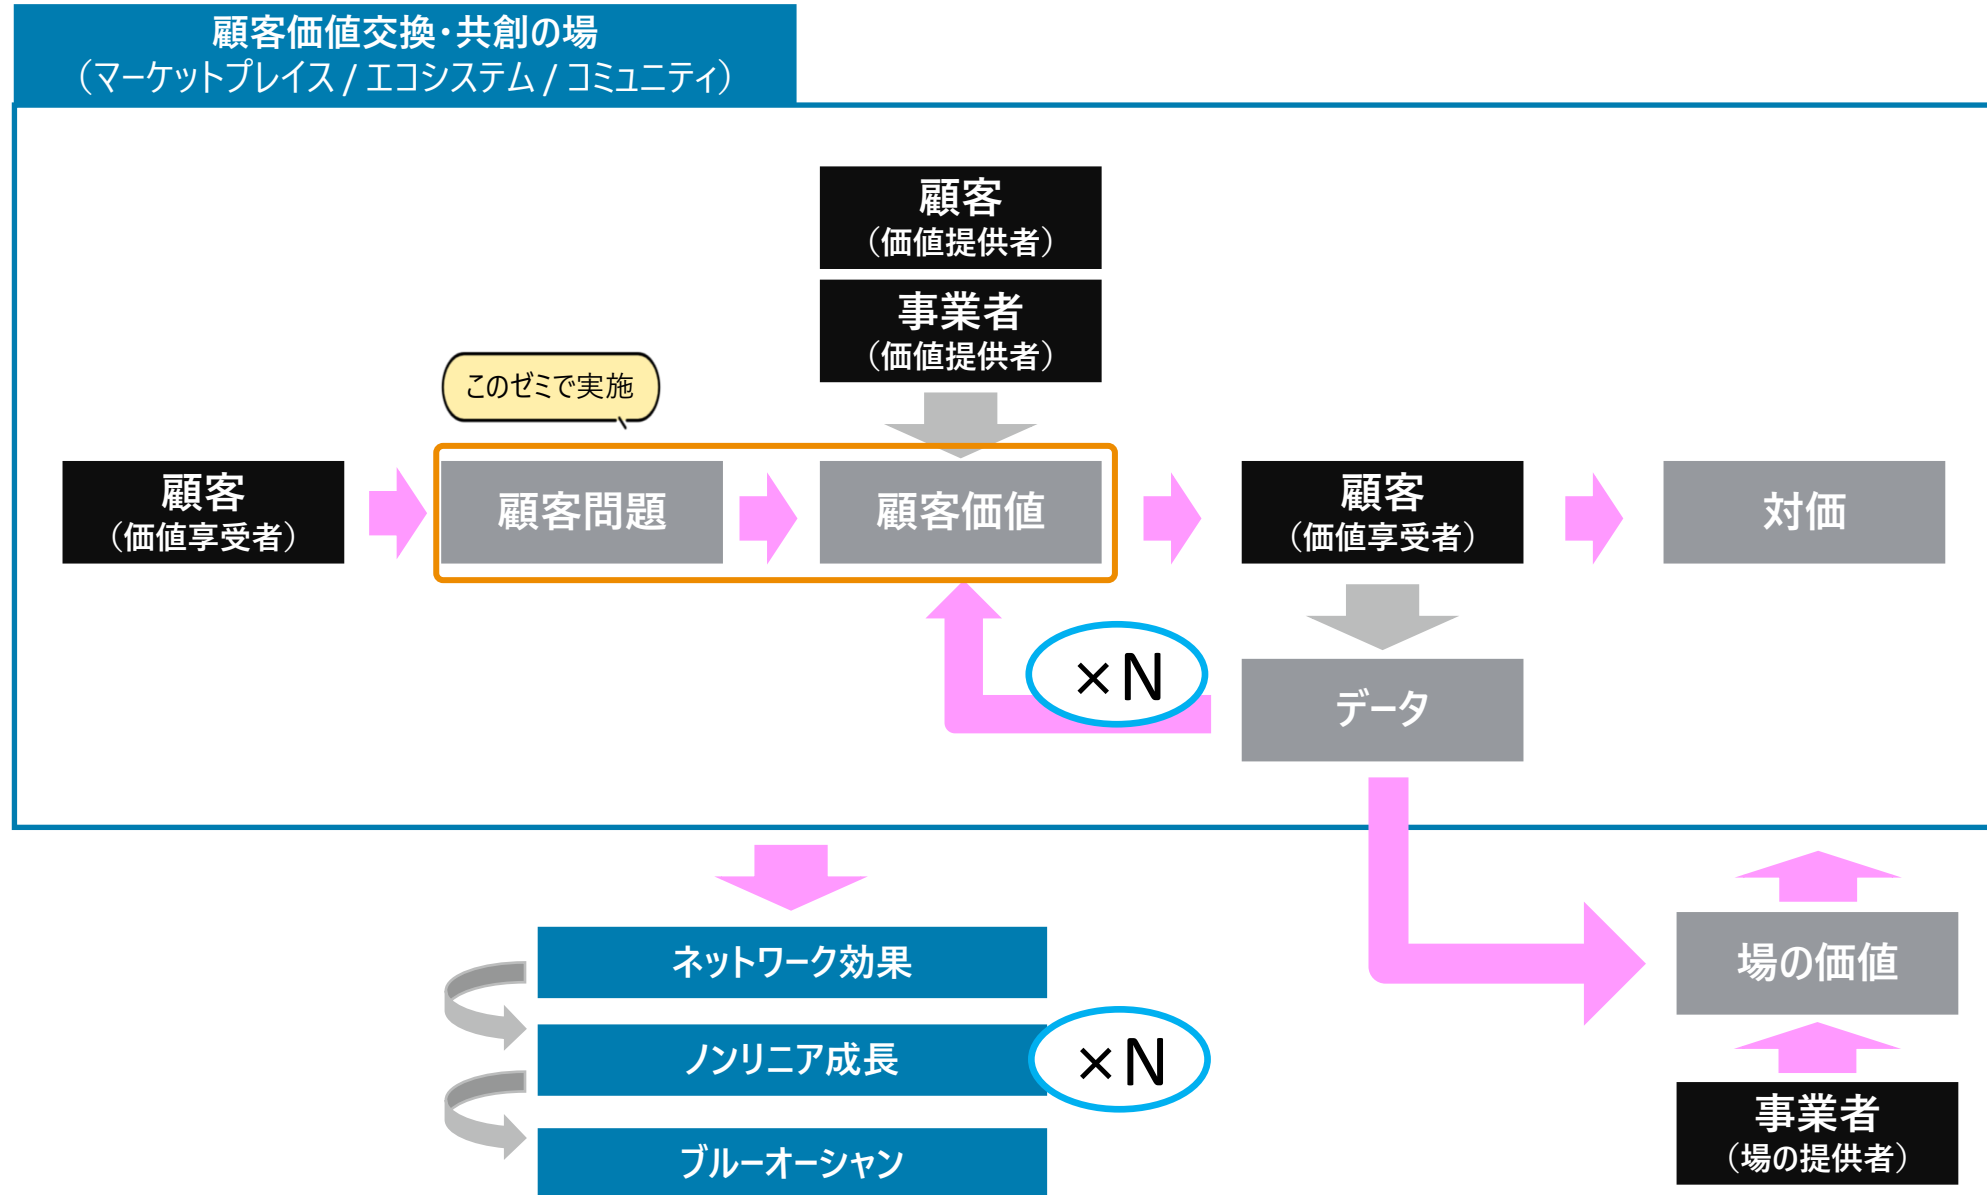 顧客価値交換・共創の場
（マーケットプレイス / エコシステム / コミュニティ）
顧客
（価値提供者）
事業者
（価値提供者）
このゼミで実施
顧客
（価値享受者）
顧客問題
顧客価値
顧客
（価値享受者）
対価
×N
データ
ネットワーク効果
ノンリニア成長
×N
ブルーオーシャン
場の価値
事業者
（場の提供者）